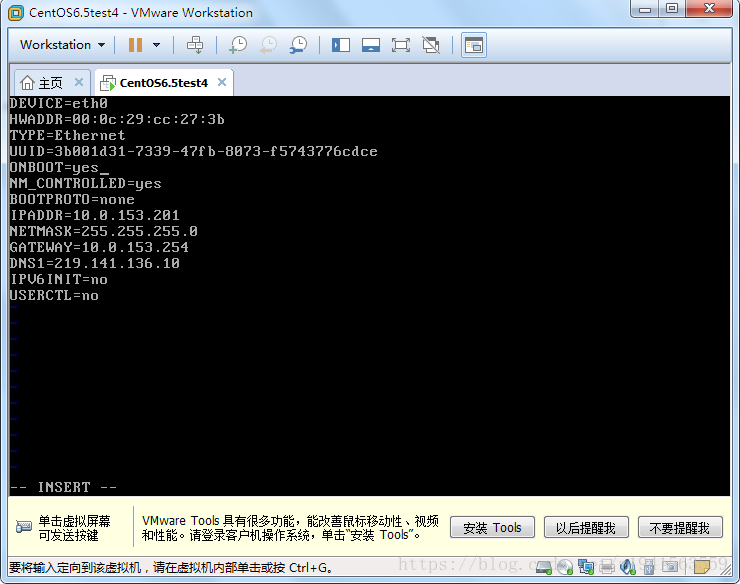 CentOS6.5test4 - VMware Workstation
Workstation
主页
CentOS6.5test4
DEVICE=eth0
HWADDR=00:0c:29:cc:27:3b
TYPE=Ethernet
UUID=3b001d31-7339-47fb-8073-f5743776cdce
ONBOOT=yes_
NM_CONTROLLED=yes
BOOTPROTO=none
IPADDR=10.0.153.201
NETMASK=255.255.255.0
GATEWAY=10.0.153.254
DNS1=219.141.136.10
IPV6INIT=no
USERCTL=no
~
~
~
~
~
~
~
~
~
~
~
-- INSERT --
单击虚拟屏幕
可发送按键
VMware Tools 具有很多功能，能改善鼠标移动性、视频
和性能。请登录客户机操作系统，单击“安装 Tools”。
安装 Tools
以后提醒我
不要提醒我
要将输入定向到该虚拟机，请在虚拟机内部单击或按 Ctrl+G。